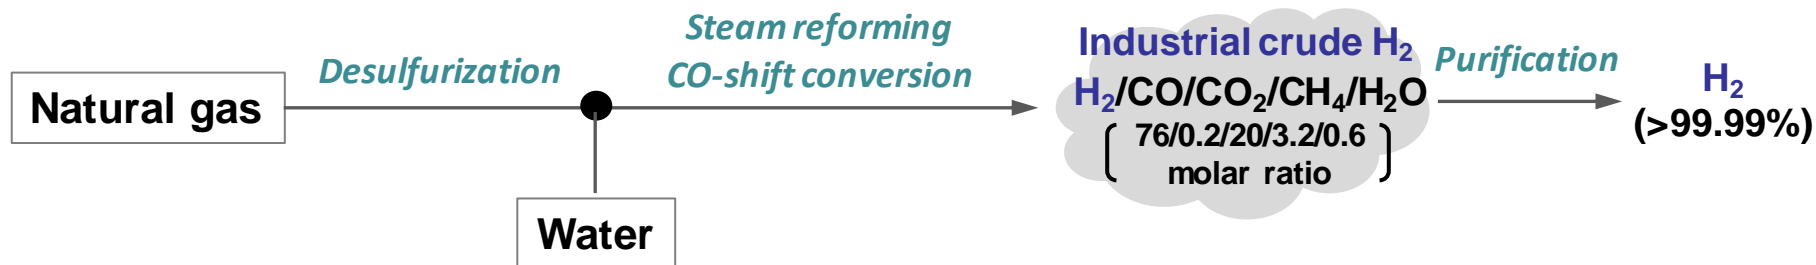 Natural gas
Desulfurization
Water
Steam reforming
CO-shift conversion
Industrial crude H₂
H₂/CO/CO₂/CH₄/H₂O
76/0.2/20/3.2/0.6
molar ratio
Purification
H₂
(>99.99%)